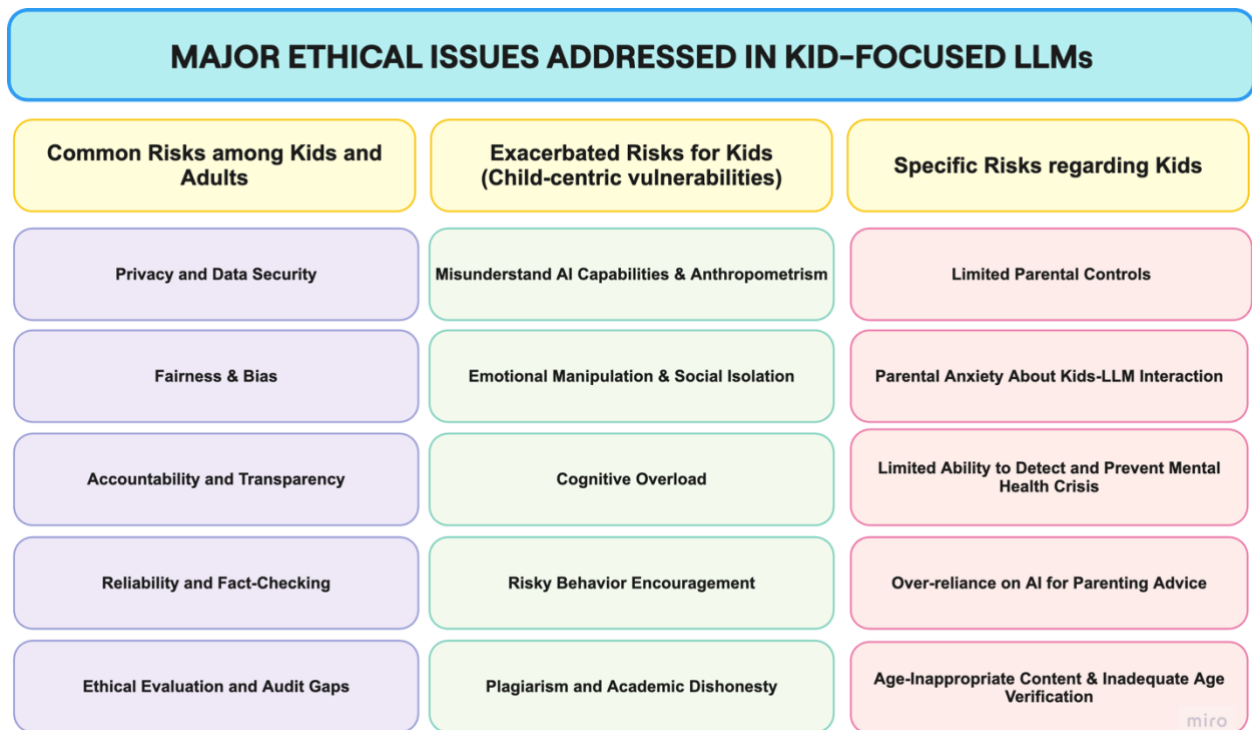 MAJOR ETHICAL ISSUES ADDRESSED IN KID-FOCUSED LLMs
Common Risks among Kids and
Adults
Exacerbated Risks for Kids
(Child-centric vulnerabilities)
Specific Risks regarding Kids
Privacy and Data Security
Misunderstand AI Capabilities & Anthropometrism
Limited Parental Controls
Fairness & Bias
Emotional Manipulation & Social Isolation
Parental Anxiety About Kids-LLM Interaction
Accountability and Transparency
Cognitive Overload
Limited Ability to Detect and Prevent Mental
Health Crisis
Reliability and Fact-Checking
Risky Behavior Encouragement
Over-reliance on AI for Parenting Advice
Ethical Evaluation and Audit Gaps
Plagiarism and Academic Dishonesty
Age-Inappropriate Content & Inadequate Age
Verification
miro